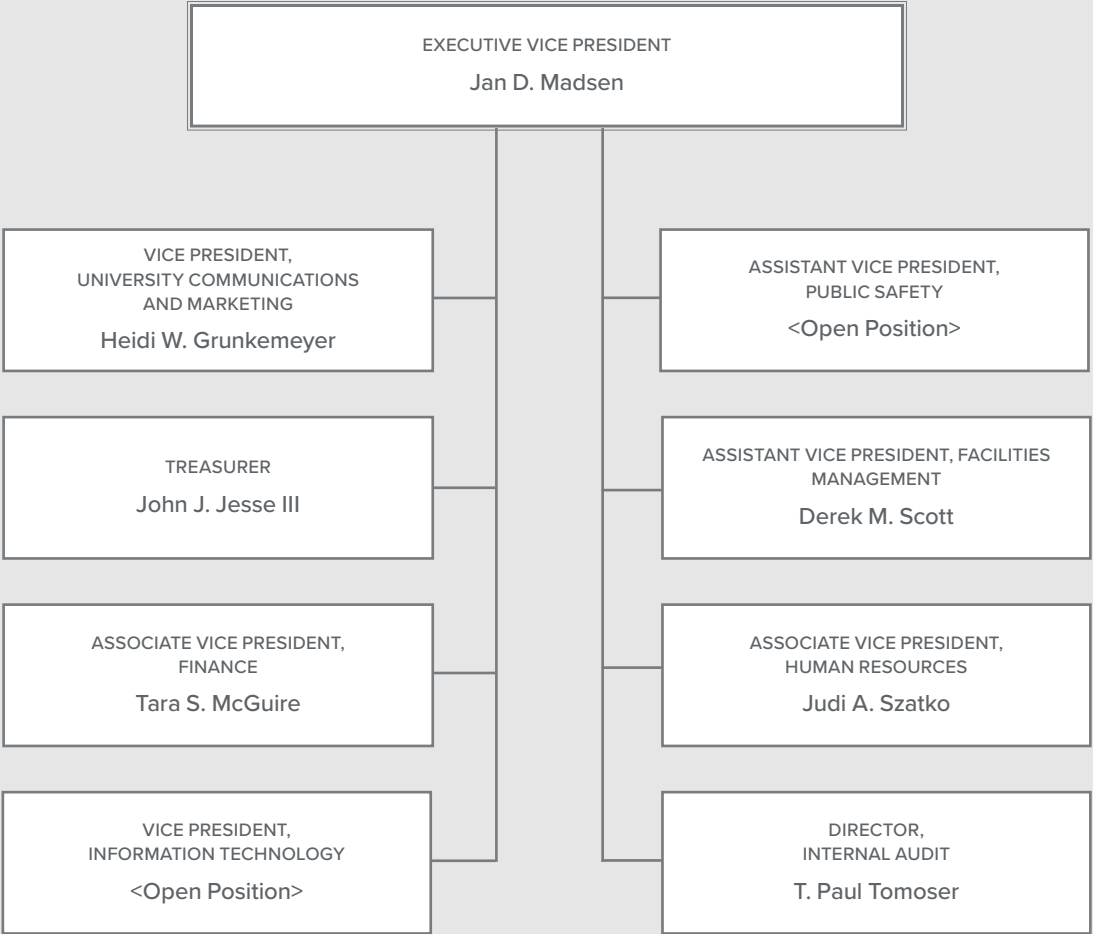 EXECUTIVE VICE PRESIDENT
Jan D. Madsen
VICE PRESIDENT,
UNIVERSITY COMMUNICATIONS
AND MARKETING
Heidi W. Grunkemeyer
ASSISTANT VICE PRESIDENT,
PUBLIC SAFETY
<Open Position>
TREASURER
John J. Jesse III
ASSISTANT VICE PRESIDENT, FACILITIES
MANAGEMENT
Derek M. Scott
ASSOCIATE VICE PRESIDENT,
FINANCE
Tara S. McGuire
ASSOCIATE VICE PRESIDENT,
HUMAN RESOURCES
Judi A. Szatko
VICE PRESIDENT,
INFORMATION TECHNOLOGY
<Open Position>
DIRECTOR,
INTERNAL AUDIT
T. Paul Tomoser